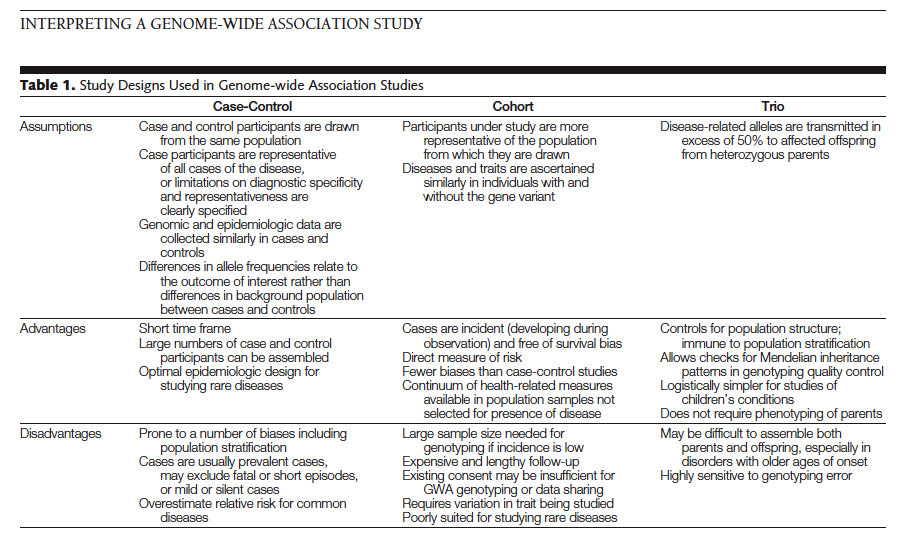 INTERPRETING A GENOME-WIDE ASSOCIATION STUDY
Table 1. Study Designs Used in Genome-wide Association Studies
Case-Control
Cohort
Trio
Assumptions
Case and control participants are drawn
from the same population
Case participants are representative
of all cases of the disease,
or limitations on diagnostic specificity
and representativeness are
clearly specified
Genomic and epidemiologic data are
collected similarly in cases and
controls
Differences in allele frequencies relate to
the outcome of interest rather than
differences in background population
between cases and controls
Participants under study are more
representative of the population
from which they are drawn
Diseases and traits are ascertained
similarly in individuals with and
without the gene variant
Disease-related alleles are transmitted in
excess of 50% to affected offspring
from heterozygous parents
Advantages
Short time frame
Large numbers of case and control
participants can be assembled
Optimal epidemiologic design for
studying rare diseases
Cases are incident (developing during
observation) and free of survival bias
Direct measure of risk
Fewer biases than case-control studies
Continuum of health-related measures
available in population samples not
selected for presence of disease
Controls for population structure;
immune to population stratification
Allows checks for Mendelian inheritance
patterns in genotyping quality control
Logistically simpler for studies of
children's conditions
Does not require phenotyping of parents
Disadvantages
Prone to a number of biases including
population stratification
Cases are usually prevalent cases,
may exclude fatal or short episodes,
or mild or silent cases
Overestimate relative risk for common
diseases
Large sample size needed for
genotyping if incidence is low
Expensive and lengthy follow-up
Existing consent may be insufficient for
GWA genotyping or data sharing
Requires variation in trait being studied
Poorly suited for studying rare diseases
May be difficult to assemble both
parents and offspring, especially in
disorders with older ages of onset
Highly sensitive to genotyping error